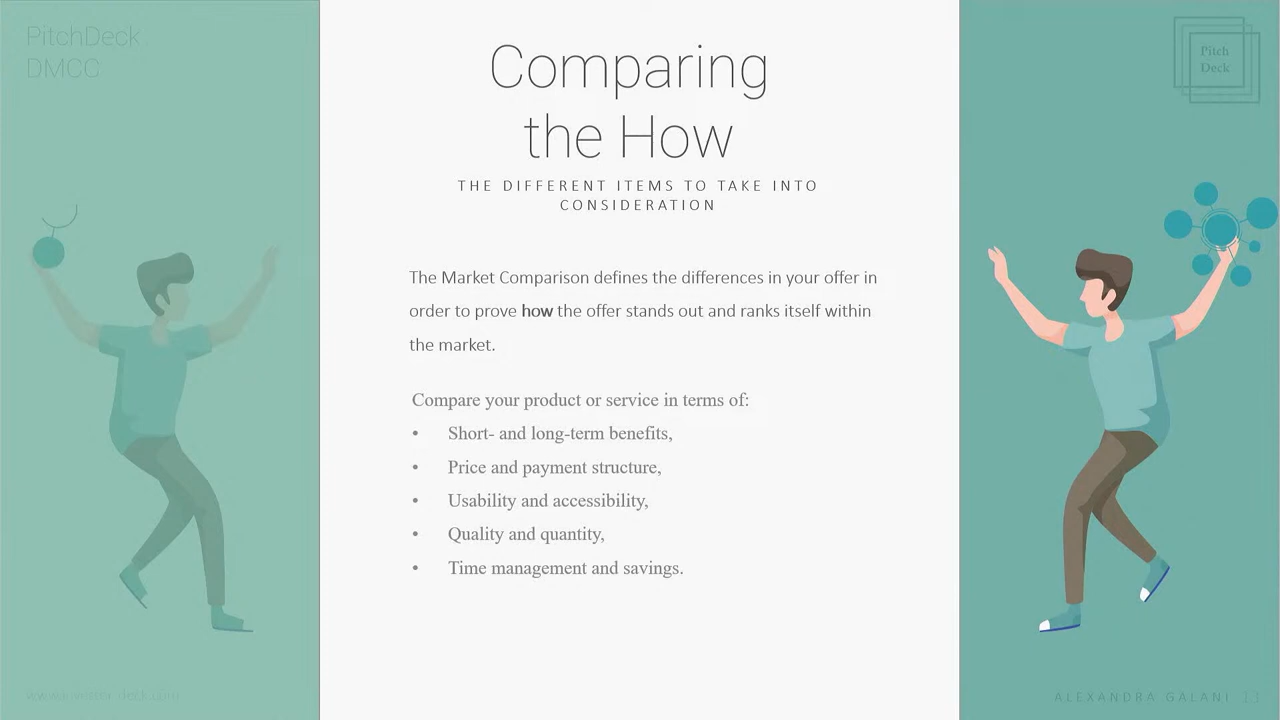 PitchDeck
DMCC
Comparing
the How
THE DIFFERENT ITEMS TO TAKE INTO
CONSIDERATION
The Market Comparison defines the differences in your offer in
order to prove how the offer stands out and ranks itself within
the market.
Compare your product or service in terms of:
• Short- and long-term benefits,
• Price and payment structure,
• Usability and accessibility,
• Quality and quantity,
• Time management and savings.
Pitch
Deck
ALEXANDRA GALANI